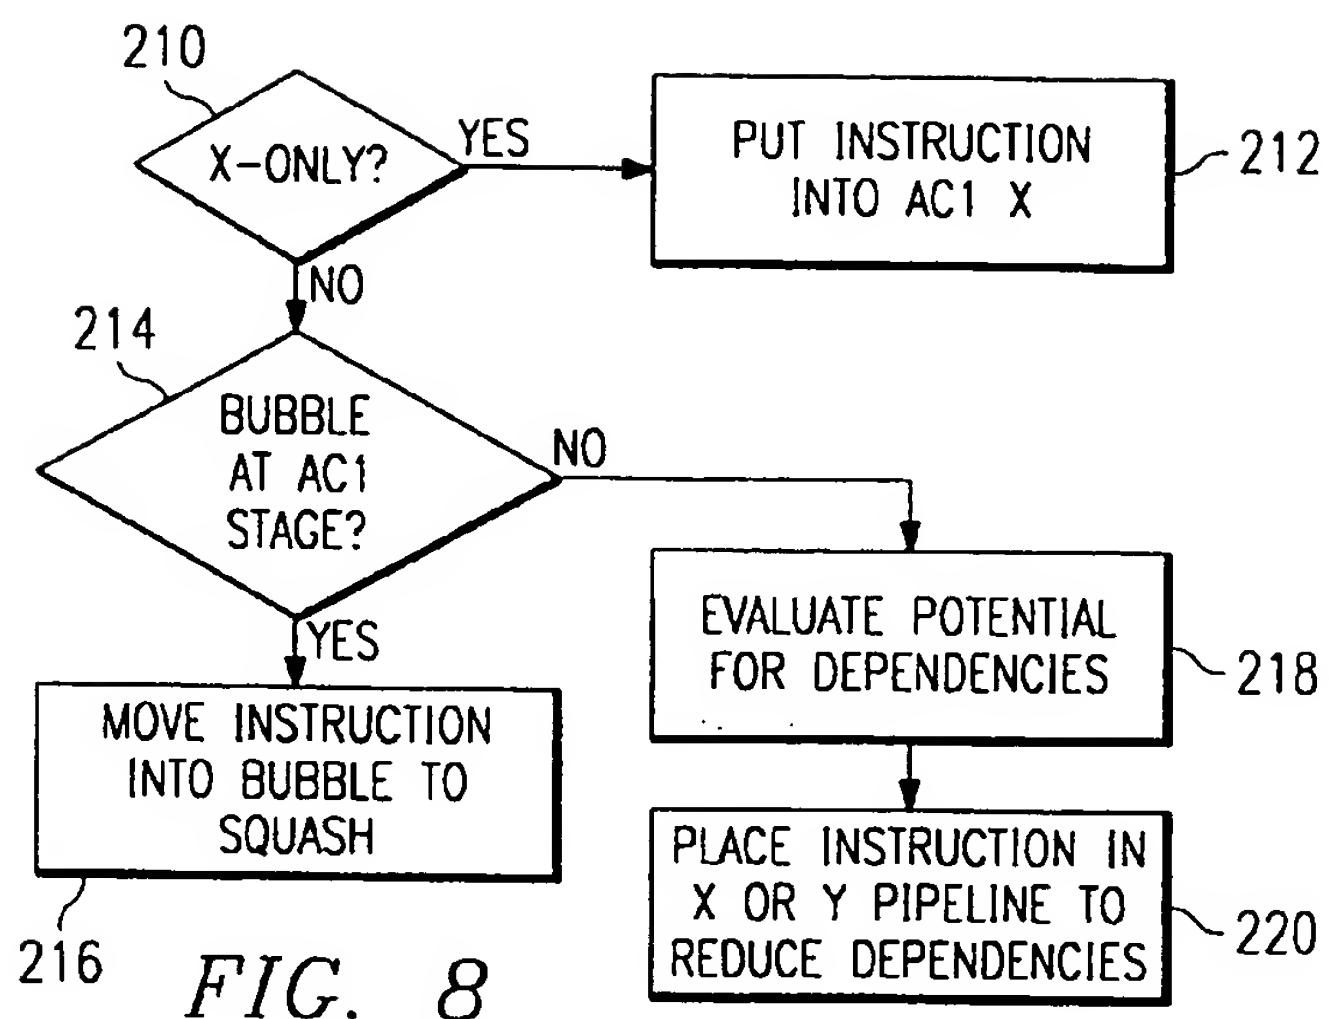 210
X-ONLY?
YES
PUT INSTRUCTION
INTO AC1 X
212
NO
214
BUBBLE
AT AC1
STAGE?
NO
YES
EVALUATE POTENTIAL
FOR DEPENDENCIES
218
MOVE INSTRUCTION
INTO BUBBLE TO
SQUASH
216
PLACE INSTRUCTION IN
X OR Y PIPELINE TO
REDUCE DEPENDENCIES
220
FIG. 8